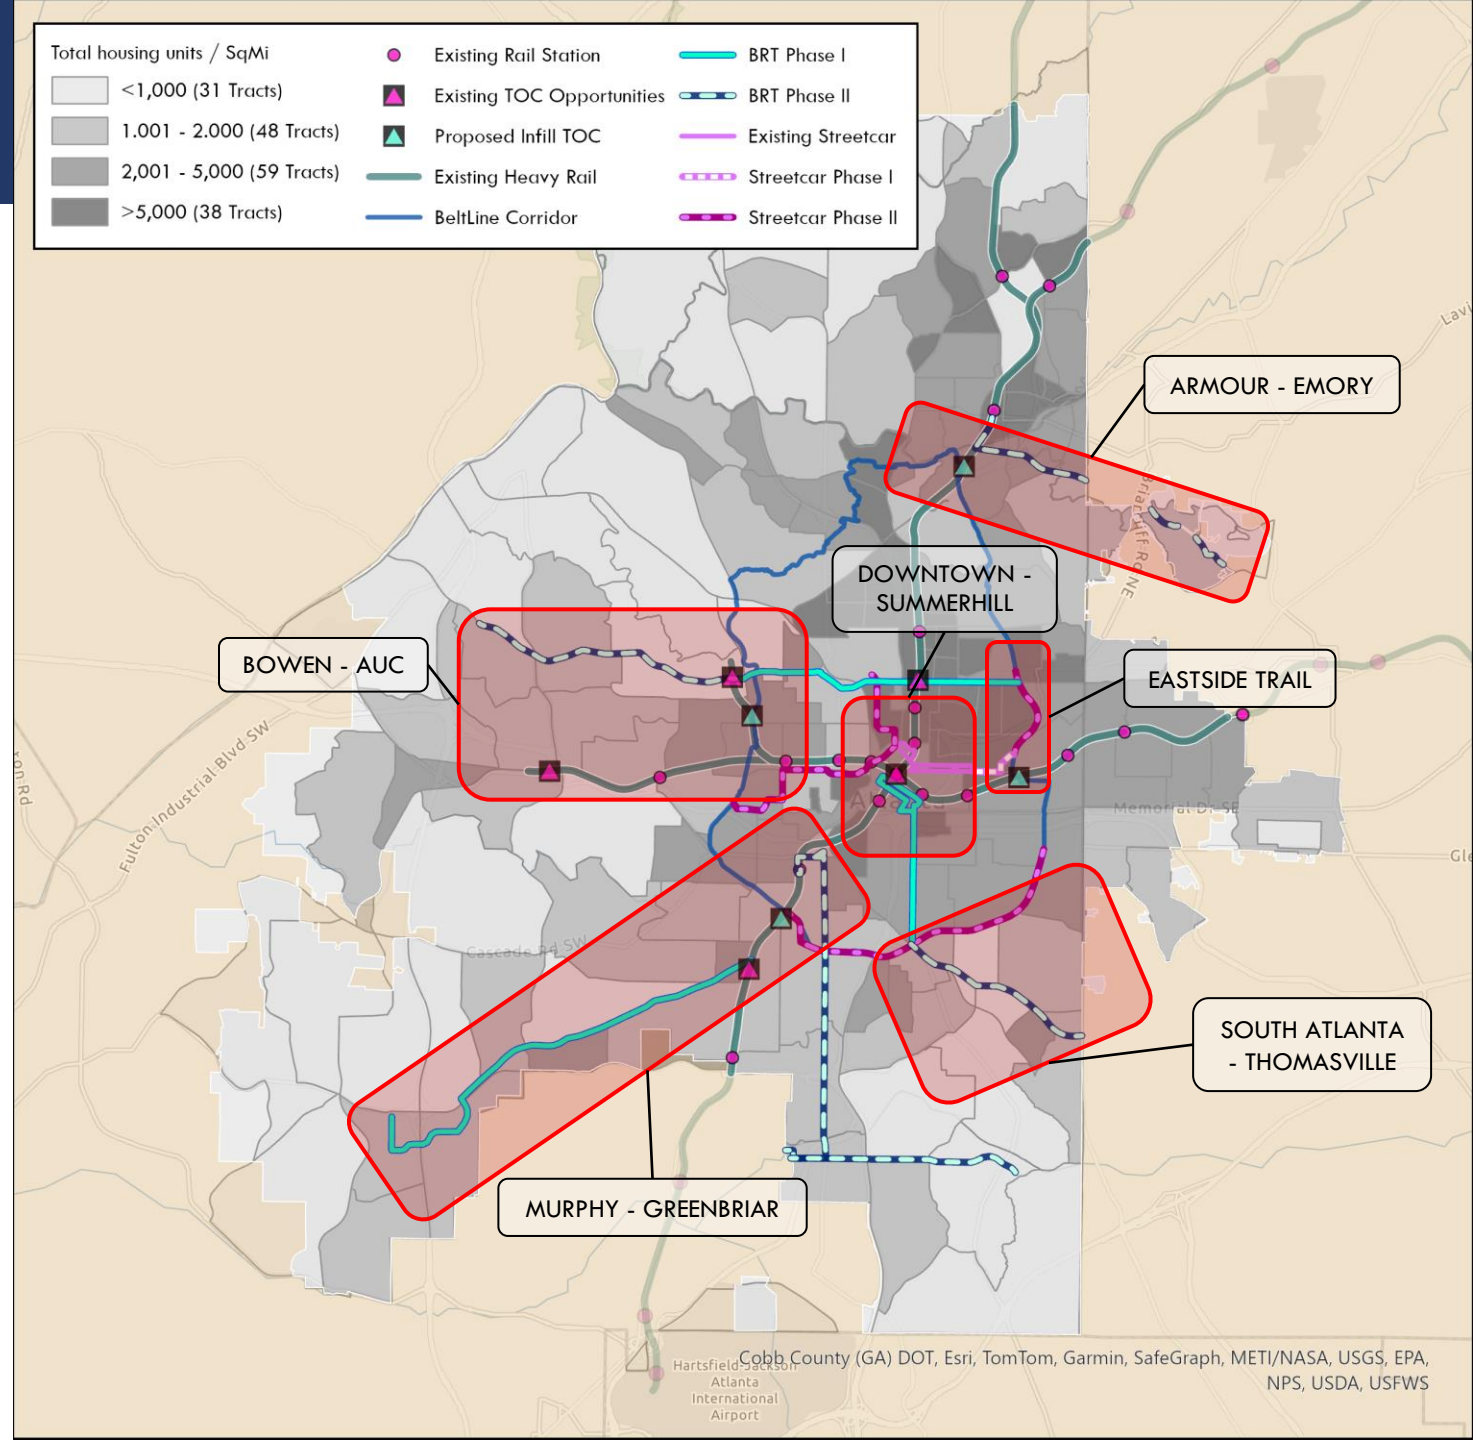 Total housing units / SqMi
<1,000 (31 Tracts)
1.001 - 2.000 (48 Tracts)
2,001 - 5,000 (59 Tracts)
>5,000 (38 Tracts)
Existing Rail Station
Existing TOC Opportunities
Proposed Infill TOC
Existing Heavy Rail
BeltLine Corridor
BRT Phase I
BRT Phase II
Existing Streetcar
Streetcar Phase I
Streetcar Phase II
Lavi
ARMOUR - EMORY
Briarcliff Rd NE
DOWNTOWN -
SUMMERHILL
BOWEN - AUC
EASTSIDE TRAIL
Fulton Industrial Blvd SW
ton Rd
Memorial Dr SE
Gle
Cascade Rd SW
SOUTH ATLANTA
- THOMASVILLE
MURPHY - GREENBRIAR
Hartsfield-Jackson
Atlanta
International
Airport
Cobb County (GA) DOT, Esri, TomTom, Garmin, SafeGraph, METI/NASA, USGS, EPA,
NPS, USDA, USFWS